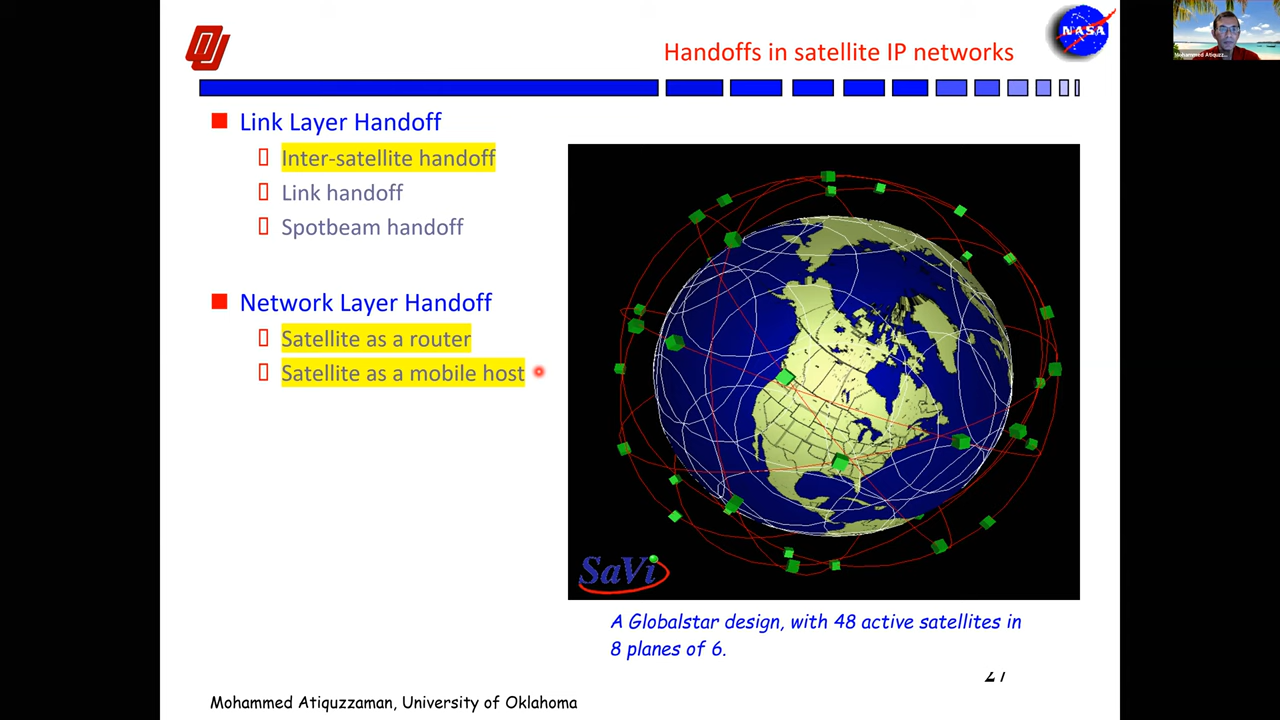 Handoffs in satellite IP networks
NASA
Mohammed Atiquzz...
Link Layer Handoff
Inter-satellite handoff
Link handoff
Spotbeam handoff
Network Layer Handoff
Satellite as a router
Satellite as a mobile host
SaVi
A Globalstar design, with 48 active satellites in
8 planes of 6.
Mohammed Atiquzzaman, University of Oklahoma